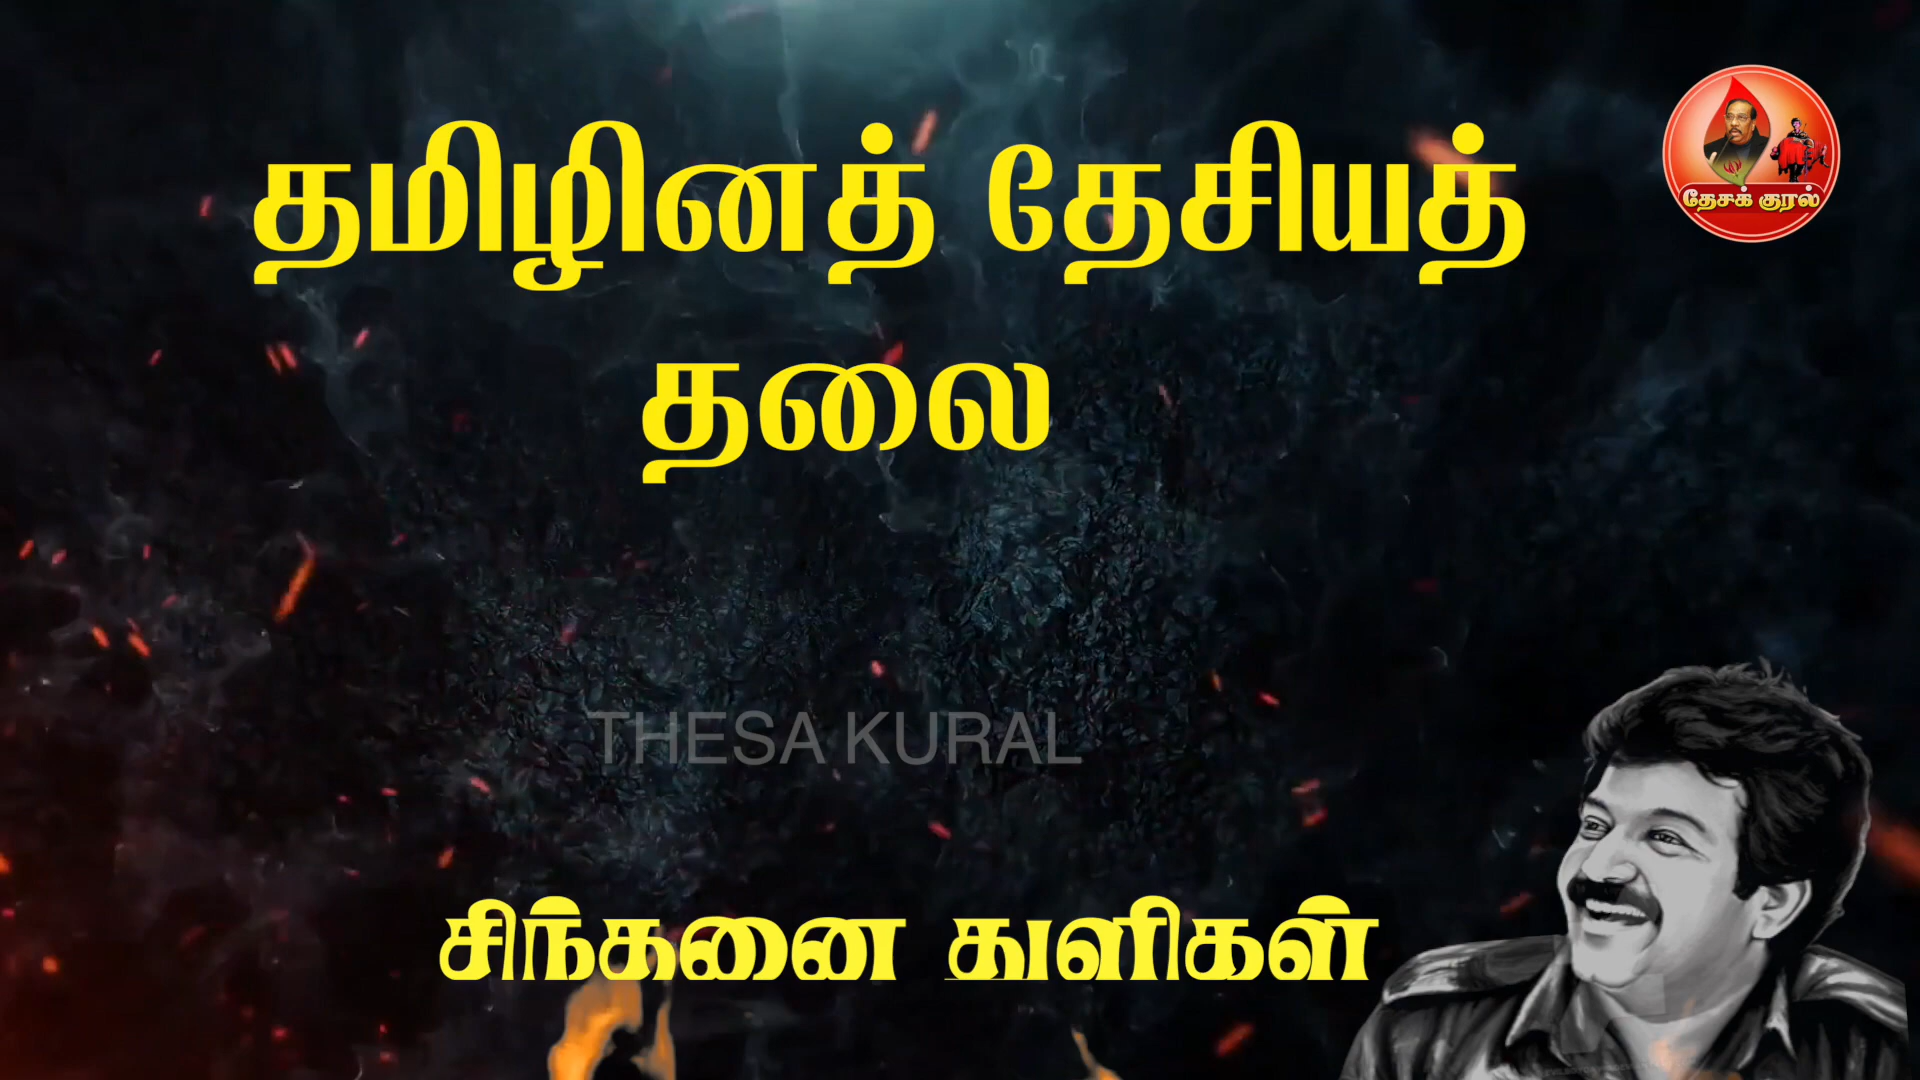 தமிழினத் தேசியத்
தலை
தேசக் குரல்
THESA KURAL
சிந்தனை துளிகள்